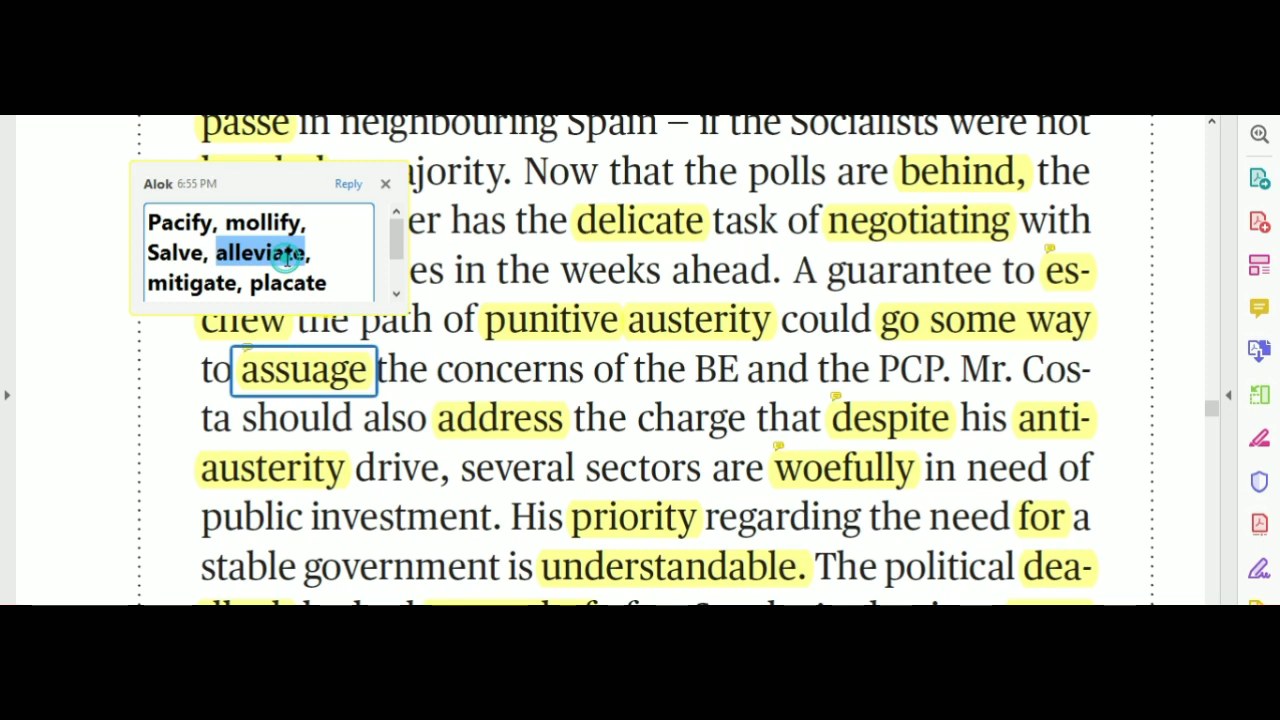 passe in neighbouring Spain – if the Socialists were not
ajority. Now that the polls are behind, the
er has the delicate task of negotiating with
es in the weeks ahead. A guarantee to es-
chew the path of punitive austerity could go some way
to assuage the concerns of the BE and the PCP. Mr. Cos-
ta should also address the charge that despite his anti-
austerity drive, several sectors are woefully in need of
public investment. His priority regarding the need for a
stable government is understandable. The political dea-
Alok 6:55 PM Reply
Pacify, mollify,
Salve, alleviate,
mitigate, placate